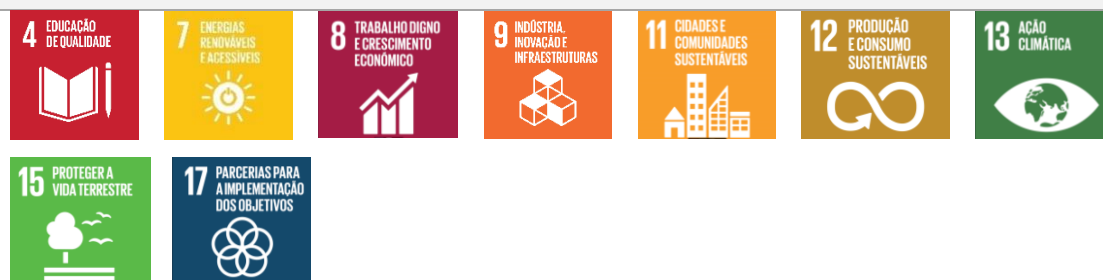 4 EDUCAÇÃO
DE QUALIDADE
7 ENERGIAS
RENOVÁVEIS
E ACESSÍVEIS
8 TRABALHO DIGNO
E CRESCIMENTO
ECONÓMICO
9 INDÚSTRIA,
INOVAÇÃO E
INFRAESTRUTURAS
11 CIDADES E
COMUNIDADES
SUSTENTÁVEIS
12 PRODUÇÃO
E CONSUMO
SUSTENTÁVEIS
13 AÇÃO
CLIMÁTICA
15 PROTEGER A
VIDA TERRESTRE
17 PARCERIAS PARA
A IMPLEMENTAÇÃO
DOS OBJETIVOS